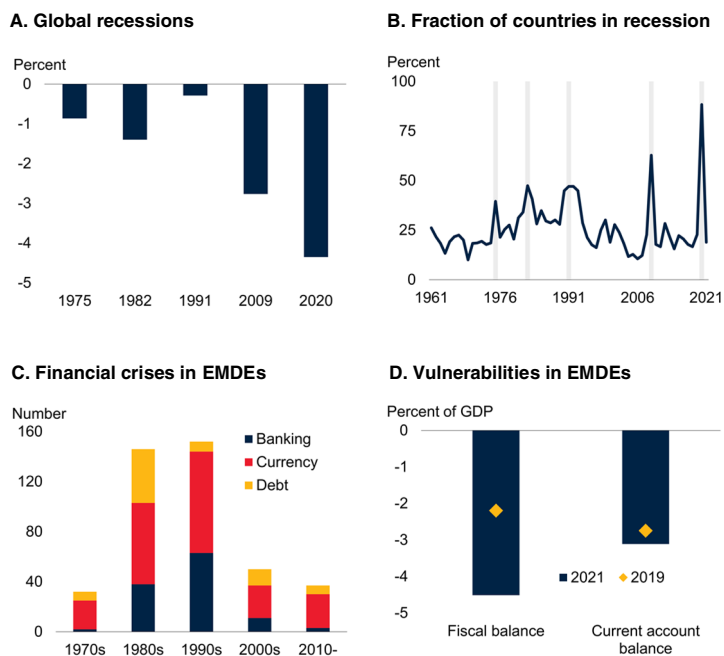 A. Global recessions
Percent
0
-1
-2
-3
-4
-5
1975 1982 1991 2009 2020
B. Fraction of countries in recession
Percent
100
75
50
25
0
1961 1976 1991 2006 2021
C. Financial crises in EMDEs
Number
160
120
80
40
0
Banking
Currency
Debt
1970s 1980s 1990s 2000s 2010-
D. Vulnerabilities in EMDEs
Percent of GDP
0
-1
-2
-3
-4
-5
2021 2019
Fiscal balance Current account
balance